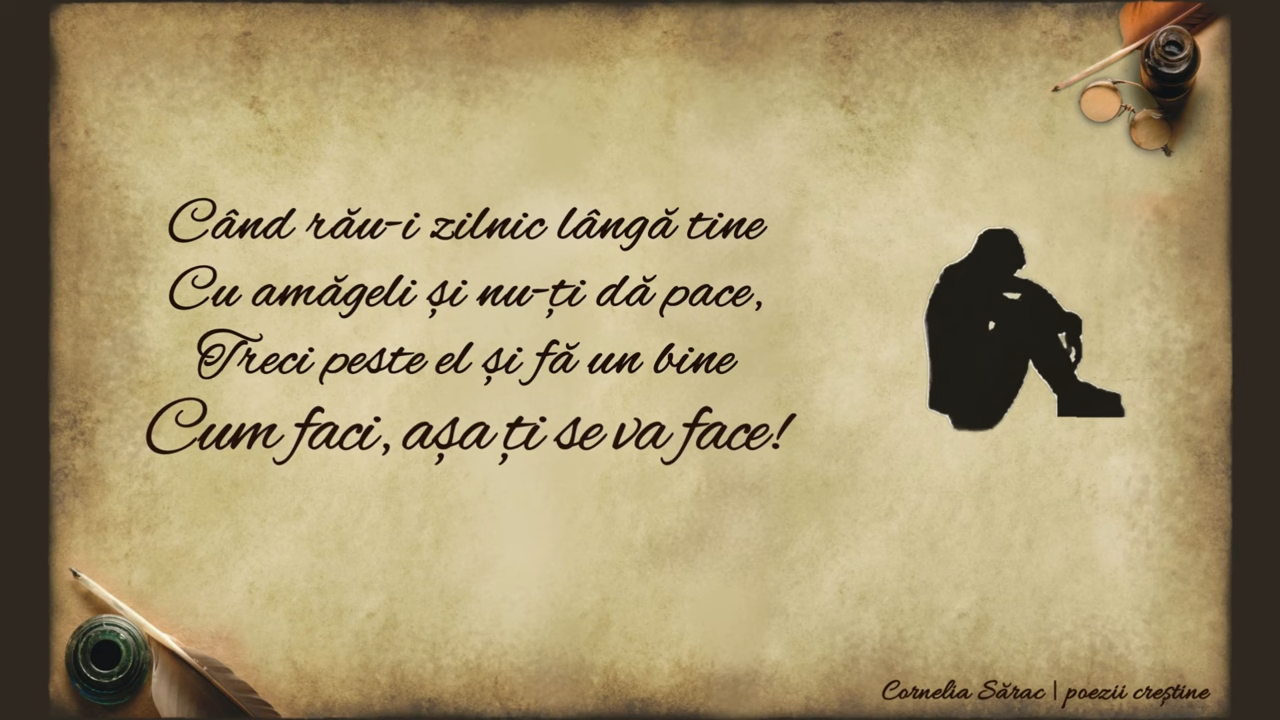 Când rău-i zilnic lângă tine
Cu amăgeli și nu-ți dă pace,
Treci peste el și fă un bine
Cum faci, așa ți se va face!
Cornelia Sărac | poezii creștine